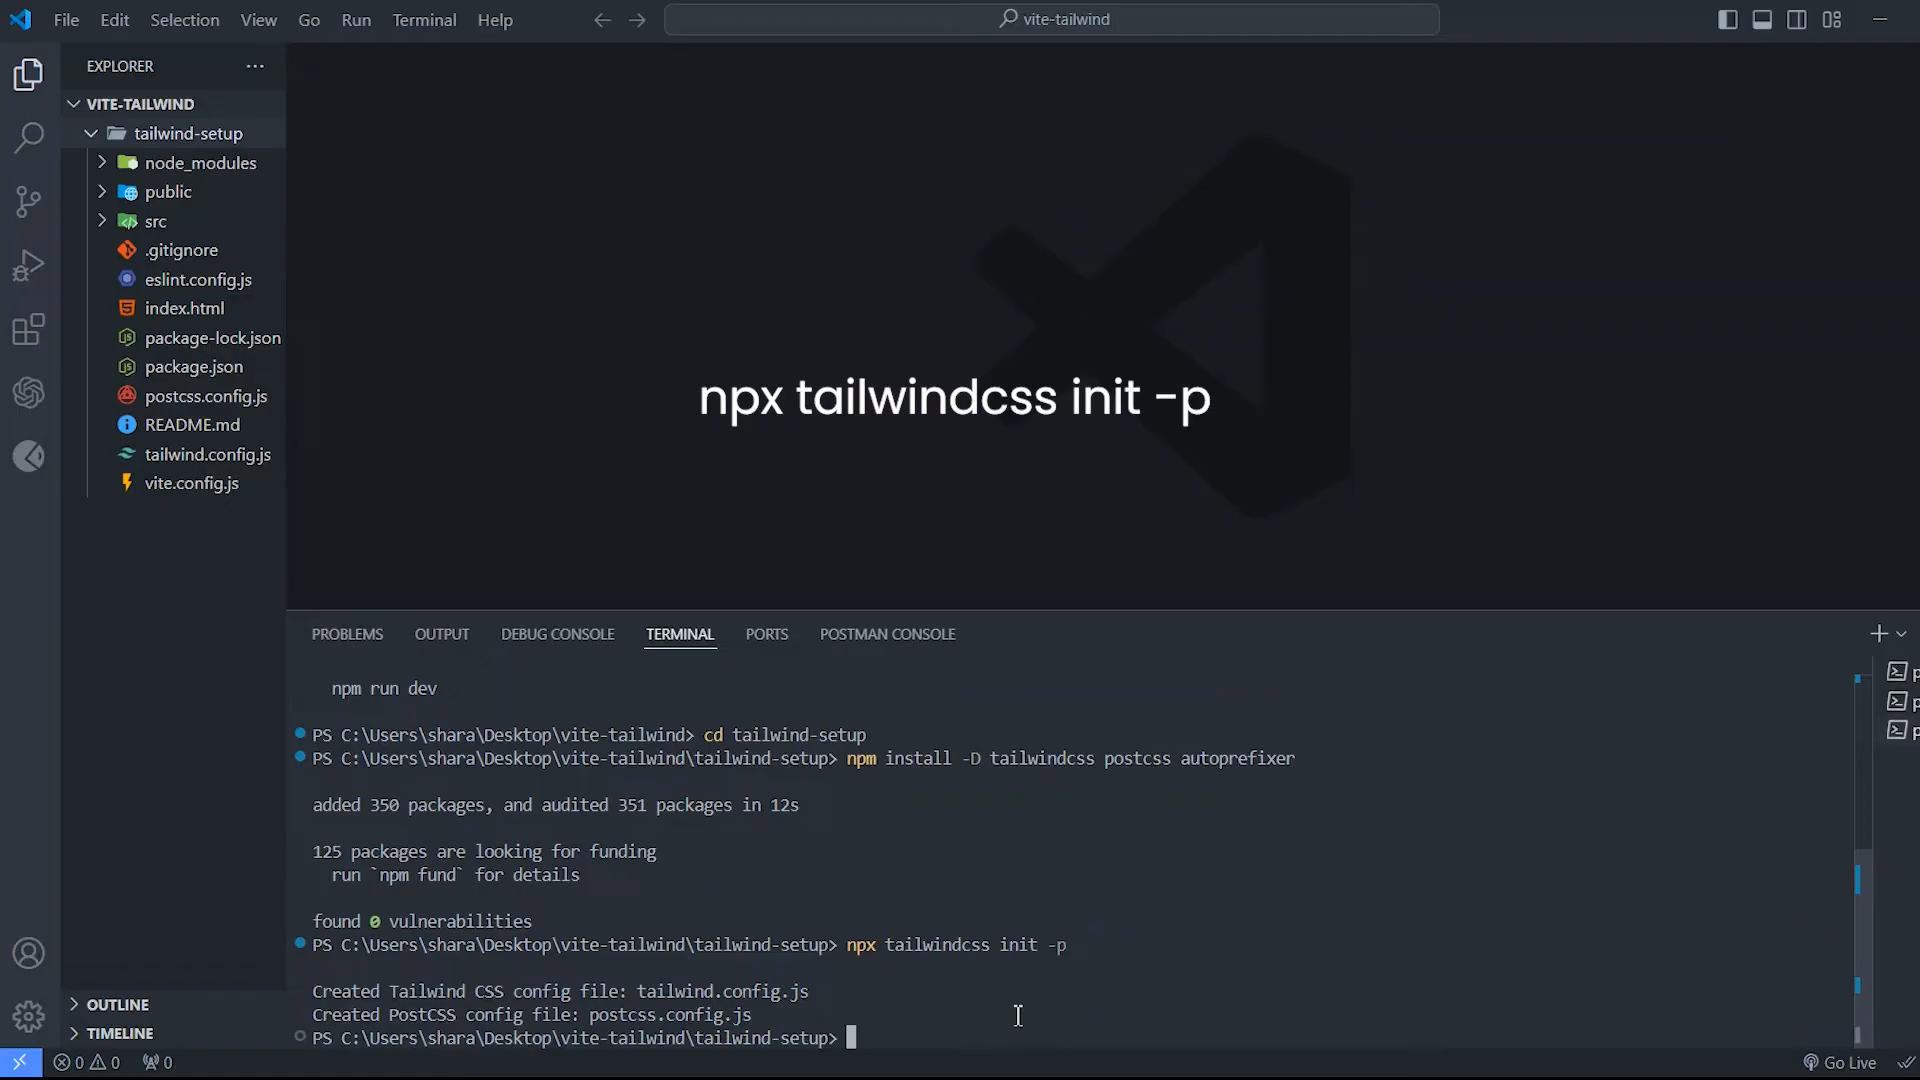 File Edit Selection View Go Run Terminal Help
vite-tailwind
EXPLORER
VITE-TAILWIND
tailwind-setup
node_modules
public
src
.gitignore
eslint.config.js
index.html
package-lock.json
package.json
postcss.config.js
README.md
tailwind.config.js
vite.config.js
npx tailwindcss init -p
PROBLEMS OUTPUT DEBUG CONSOLE TERMINAL PORTS POSTMAN CONSOLE
npm run dev
PS C:\Users\shara\Desktop\vite-tailwind> cd tailwind-setup
PS C:\Users\shara\Desktop\vite-tailwind\tailwind-setup> npm install -D tailwindcss postcss autoprefixer
added 350 packages, and audited 351 packages in 12s
125 packages are looking for funding
run `npm fund` for details
found 0 vulnerabilities
PS C:\Users\shara\Desktop\vite-tailwind\tailwind-setup> npx tailwindcss init -p
Created Tailwind CSS config file: tailwind.config.js
Created PostCSS config file: postcss.config.js
PS C:\Users\shara\Desktop\vite-tailwind\tailwind-setup>
p
p
p
OUTLINE
TIMELINE
0 0 0
Go Live